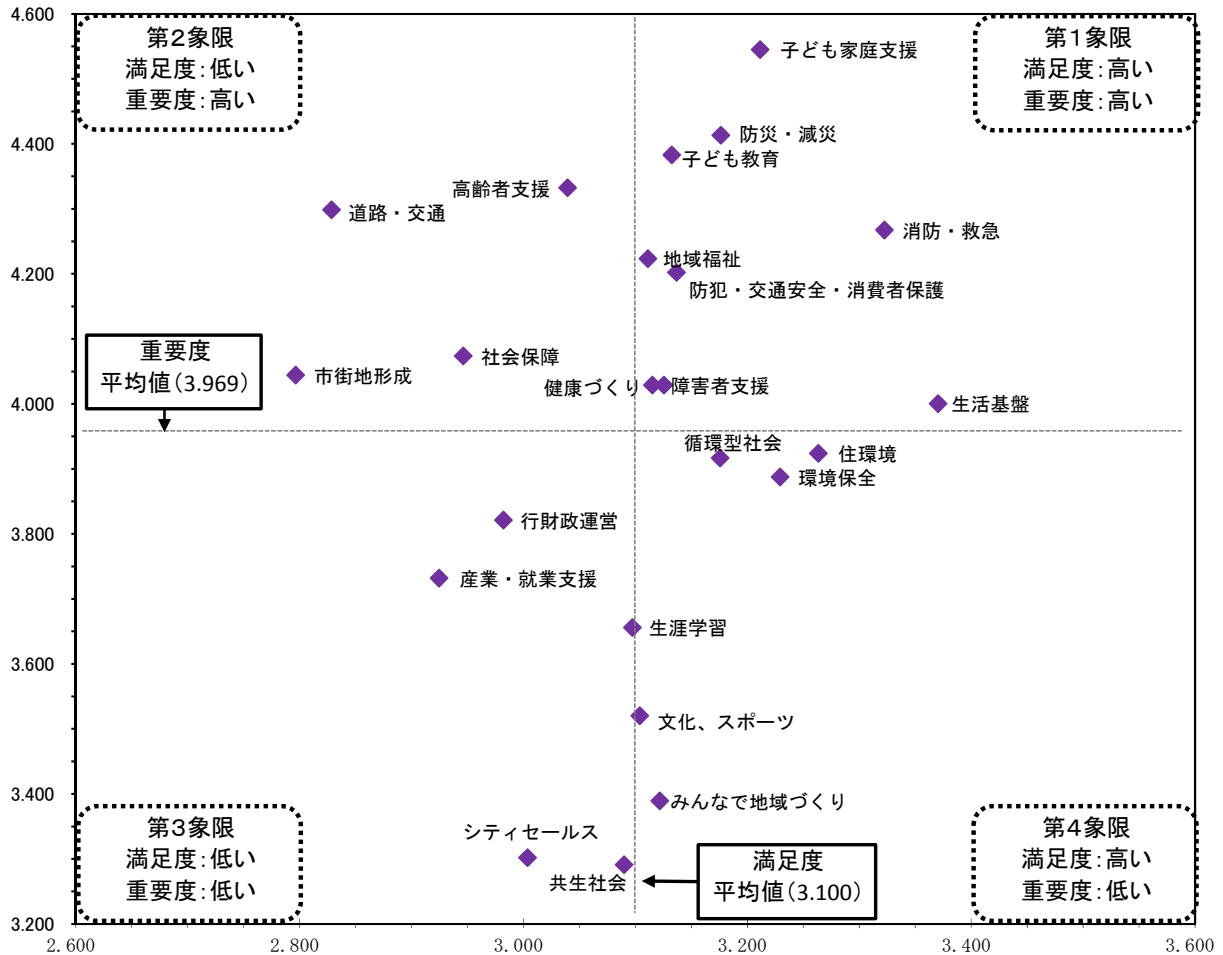 4.600
第2象限
満足度：低い
重要度：高い
子ども家庭支援
第1象限
満足度：高い
重要度：高い
4.400
防災・減災
子ども教育
高齢者支援
道路・交通
消防・救急
4.200
地域福祉
防犯・交通安全・消費者保護
重要度
平均値（3.969）
社会保障
市街地形成
健康づくり
障害者支援
4.000
生活基盤
循環型社会
住環境
環境保全
3.800
行財政運営
産業・就業支援
生涯学習
3.600
文化、スポーツ
3.400
みんなで地域づくり
第3象限
満足度：低い
重要度：低い
シティセールス
共生社会
満足度
平均値（3.100）
第4象限
満足度：高い
重要度：低い
3.200
2.600
2.800
3.000
3.200
3.400
3.600